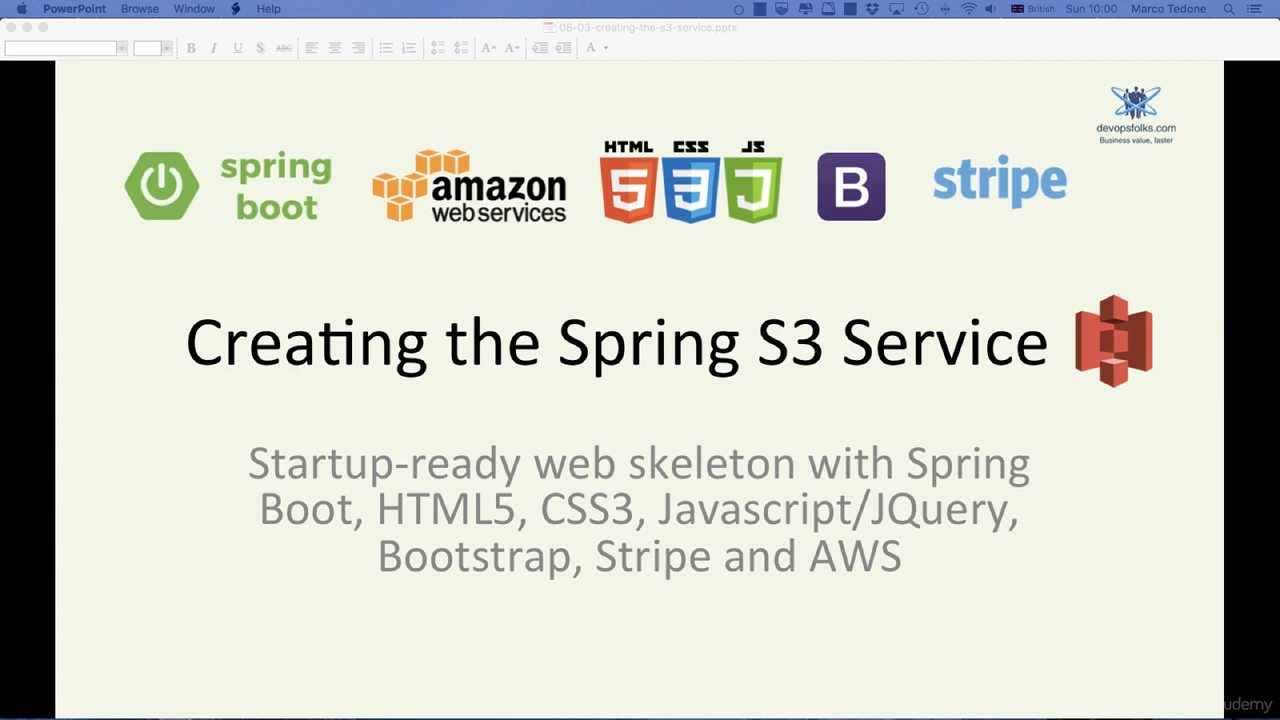 PowerPoint Browse Window Help British Sun 10:00 Marco Tedone
08-03-creating-the-s3-service.pptx
B I U S ABC A A A
devopsfolks.com
Business value, faster
HTML CSS JS
spring
boot
amazon
web services
5 3 J
B
stripe
Creating the Spring S3 Service
Startup-ready web skeleton with Spring
Boot, HTML5, CSS3, Javascript/JQuery,
Bootstrap, Stripe and AWS
udemy